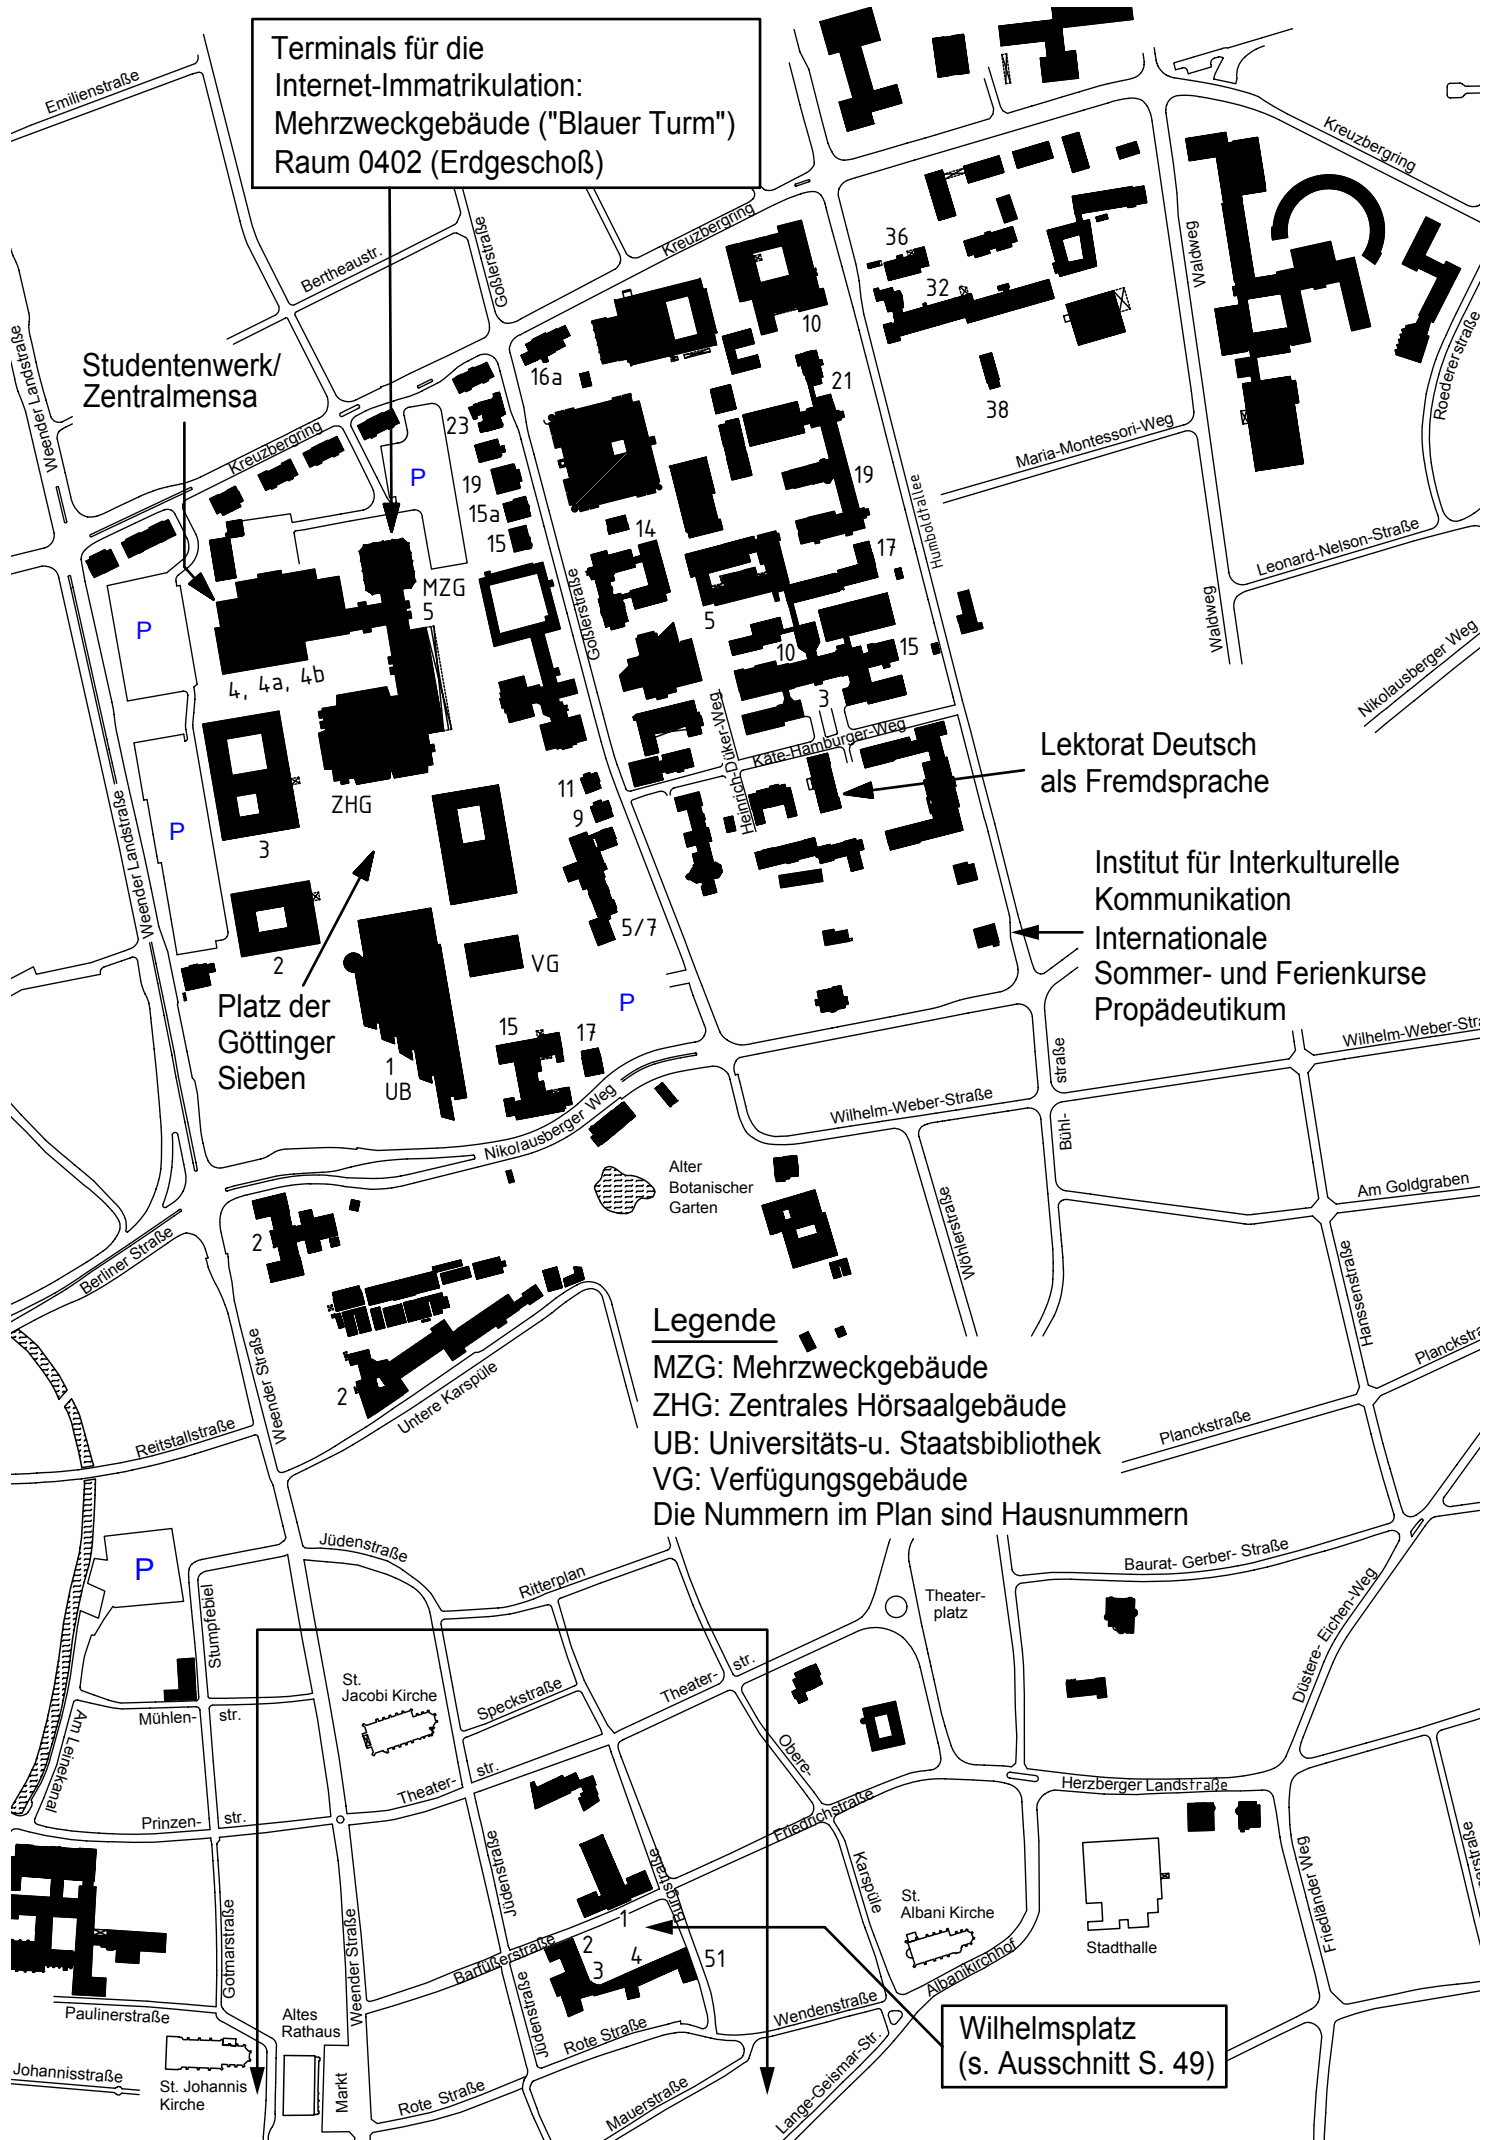 Terminals für die
Internet-Immatrikulation:
Mehrzweckgebäude ("Blauer Turm")
Raum 0402 (Erdgeschoß)
Emilienstraße
Kreuzbergring
Kreuzbergring
Bertheaustr.
Goßlerstraße
Waldweg
36
32
10
Weender Landstraße
Studentenwerk/
Zentralmensa
16a
21
38
Roedererstraße
23
Kreuzbergring
Maria-Montessori-Weg
P
19
19
15a
14
15
17
Humboldtallee
Leonard-Nelson-Straße
MZG
5
Goßlerstraße
5
Waldweg
P
10
15
Nikolausberger Weg
4, 4a, 4b
3
Heinrich-Düker-Weg
Käte-Hamburger-Weg
Lektorat Deutsch
als Fremdsprache
ZHG
11
9
P
3
Weender Landstraße
Institut für Interkulturelle
Kommunikation
Internationale
Sommer- und Ferienkurse
Propädeutikum
5/7
2
VG
Platz der
Göttinger
Sieben
P
15
17
1
UB
Wilhelm-Weber-Str.
straße
Bühl-
Wilhelm-Weber-Straße
Nikolausberger Weg
Alter
Botanischer
Garten
Am Goldgraben
Wöhlerstraße
2
Berliner Straße
Hanssenstraße
Legende
MZG: Mehrzweckgebäude
ZHG: Zentrales Hörsaalgebäude
UB: Universitäts-u. Staatsbibliothek
VG: Verfügungsgebäude
Die Nummern im Plan sind Hausnummern
Planckstra
Weender Straße
2
Untere Karspüle
Reitstallstraße
Planckstraße
Jüdenstraße
Baurat- Gerber- Straße
P
Ritterplan
Stumpfebiel
Theater-
platz
Düstere- Eichen-Weg
St.
Jacobi Kirche
Speckstraße
Theater-
str.
Mühlen-
str.
Am Leinekanal
Obere-
Theater-
str.
Herzberger Landstraße
Prinzen-
str.
Friedrichstraße
Jüdenstraße
Burgstraße
Karspüle
Friedländer Weg
erstraße
St.
Albani Kirche
1
Gotmarstraße
Weender Straße
Barfüßerstraße
2
3
4
51
Stadthalle
Albanikirchhof
Paulinerstraße
Altes
Rathaus
Jüdenstraße
Wendenstraße
Rote Straße
Wilhelmsplatz
(s. Ausschnitt S. 49)
Johannisstraße
St. Johannis
Kirche
Markt
Rote Straße
Mauerstraße
Lange-Geismar-Str.